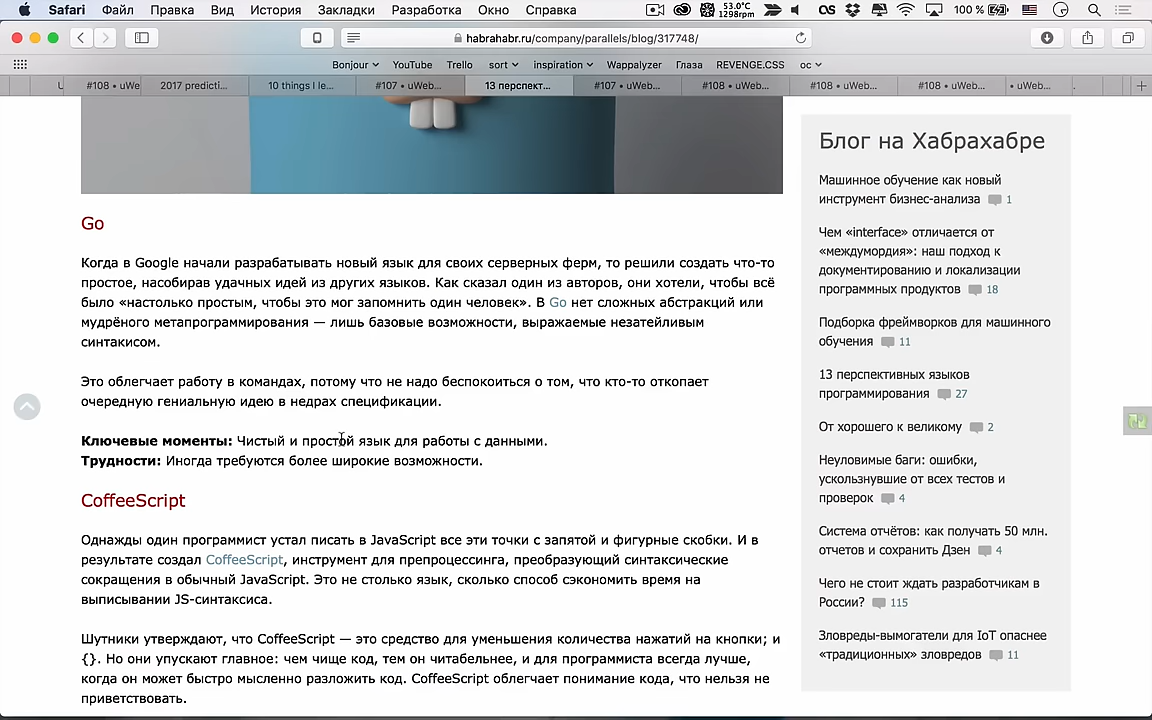 Safari Файл Правка Вид История Закладки Разработка Окно Справка 53.0°C 1298rpm 100 %
habrahabr.ru/company/parallels/blog/317748/
Bonjour YouTube Trello sort inspiration Wappalyzer Глаза REVENGE.CSS ос
#108 • uWe 2017 predicti... 10 things I le... #107 • uWeb... 13 перспект... #107 • uWeb... #108 • uWeb... #108 • uWeb... #108 • uWeb... • uWeb...
Go
Когда в Google начали разрабатывать новый язык для своих серверных ферм, то решили создать что-то
простое, насобирав удачных идей из других языков. Как сказал один из авторов, они хотели, чтобы всё
было «настолько простым, чтобы это мог запомнить один человек». В Go нет сложных абстракций или
мудрёного метапрограммирования — лишь базовые возможности, выражаемые незатейливым
синтаксисом.
Это облегчает работу в командах, потому что не надо беспокоиться о том, что кто-то откопает
очередную гениальную идею в недрах спецификации.
Ключевые моменты: Чистый и простой язык для работы с данными.
Трудности: Иногда требуются более широкие возможности.
CoffeeScript
Однажды один программист устал писать в JavaScript все эти точки с запятой и фигурные скобки. И в
результате создал CoffeeScript, инструмент для препроцессинга, преобразующий синтаксические
сокращения в обычный JavaScript. Это не столько язык, сколько способ сэкономить время на
выписывании JS-синтаксиса.
Шутники утверждают, что CoffeeScript — это средство для уменьшения количества нажатий на кнопки; и
{}. Но они упускают главное: чем чище код, тем он читабельнее, и для программиста всегда лучше,
когда он может быстро мысленно разложить код. CoffeeScript облегчает понимание кода, что нельзя не
приветствовать.
Блог на Хабрахабре
Машинное обучение как новый
инструмент бизнес-анализа 1
Чем «interface» отличается от
«междумордия»: наш подход к
документированию и локализации
программных продуктов 18
Подборка фреймворков для машинного
обучения 11
13 перспективных языков
программирования 27
От хорошего к великому 2
Неуловимые баги: ошибки,
ускользнувшие от всех тестов и
проверок 4
Система отчётов: как получать 50 млн.
отчетов и сохранить Дзен 4
Чего не стоит ждать разработчикам в
России? 115
Зловреды-вымогатели для IoT опаснее
«традиционных» зловредов 11